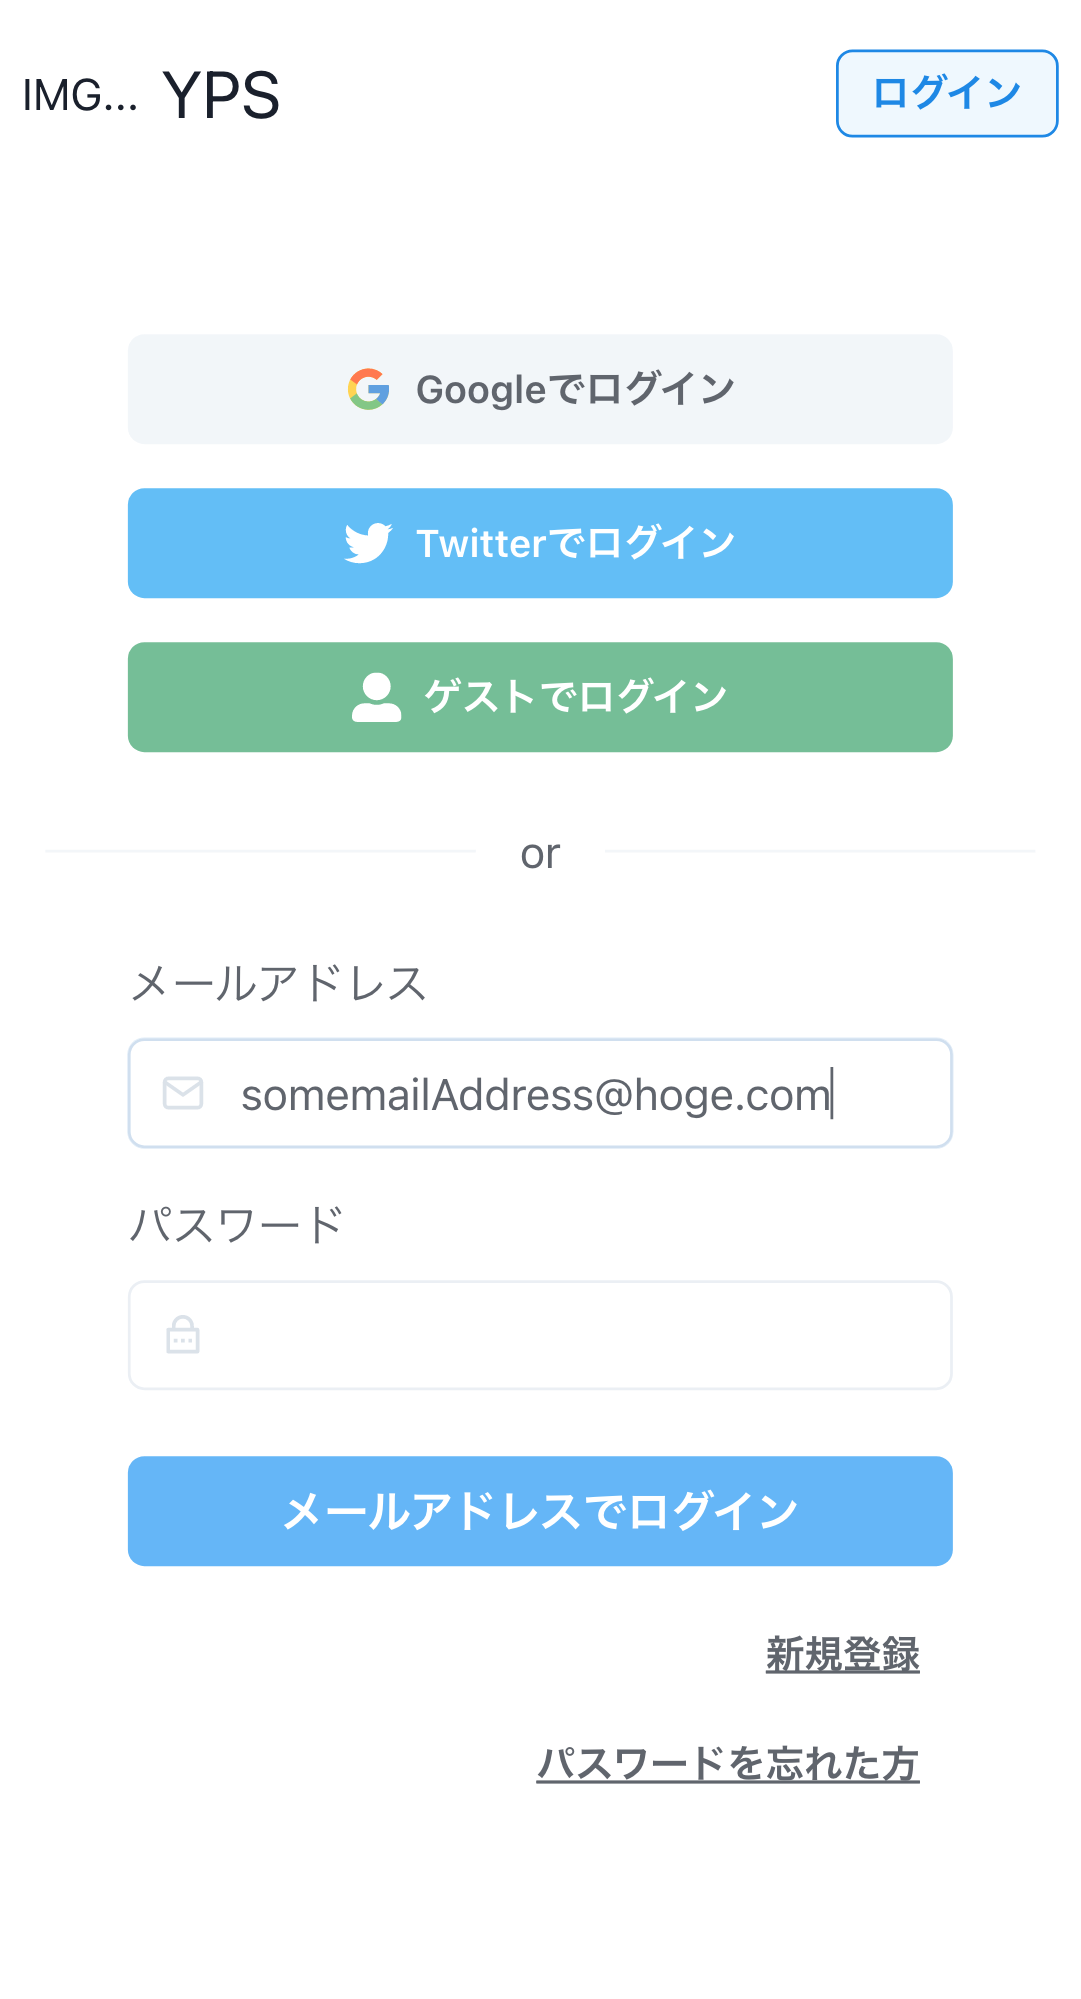 IMG... YPS ログイン
Googleでログイン
Twitterでログイン
ゲストでログイン
or
メールアドレス
somemailAddress@hoge.com
パスワード
メールアドレスでログイン
新規登録
パスワードを忘れた方